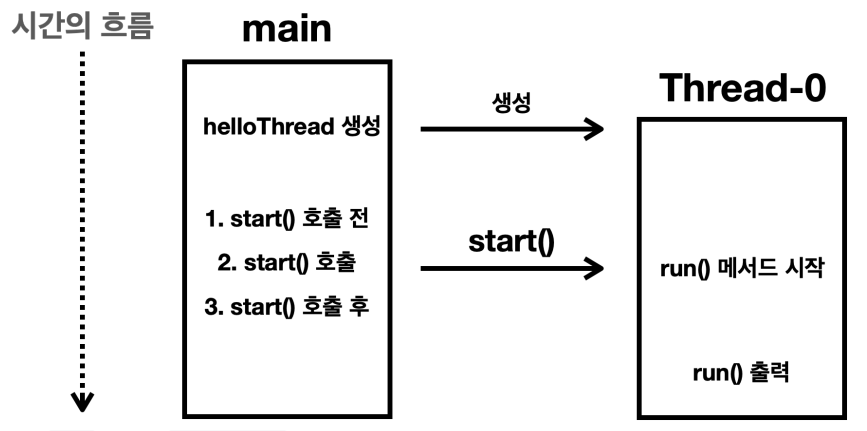 시간의 흐름
main
Thread-0
helloThread 생성
생성
1. start() 호출 전
2. start() 호출
3. start() 호출 후
start()
run() 메서드 시작
run() 출력